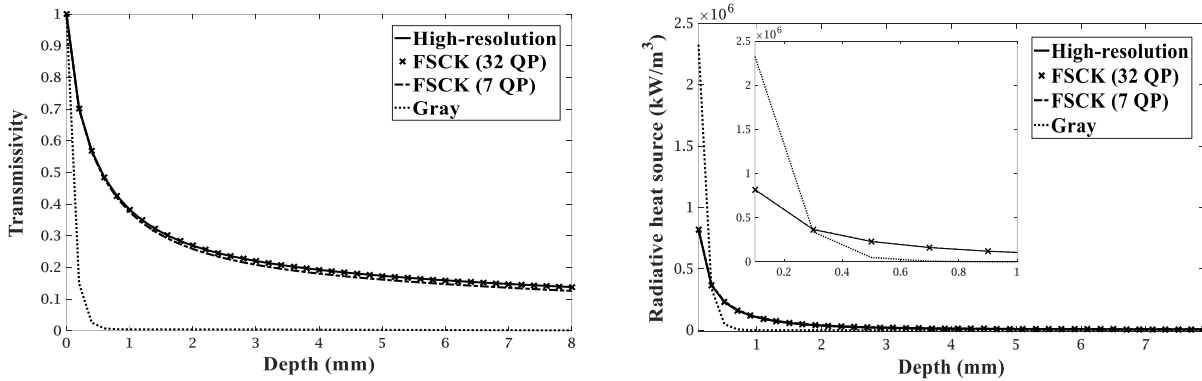 1
0.9
0.8
0.7
0.6
0.5
0.4
0.3
0.2
0.1
0
Transmissivity
0 1 2 3 4 5 6 7 8
Depth (mm)
High-resolution
FSCK (32 QP)
FSCK (7 QP)
Gray
×10⁶
2.5
2
1.5
1
0.5
0
Radiative heat source (kW/m³)
1 2 3 4 5 6 7
Depth (mm)
×10⁶
2.5
2
1.5
1
0.5
0
0.2 0.4 0.6 0.8 1
High-resolution
FSCK (32 QP)
FSCK (7 QP)
Gray